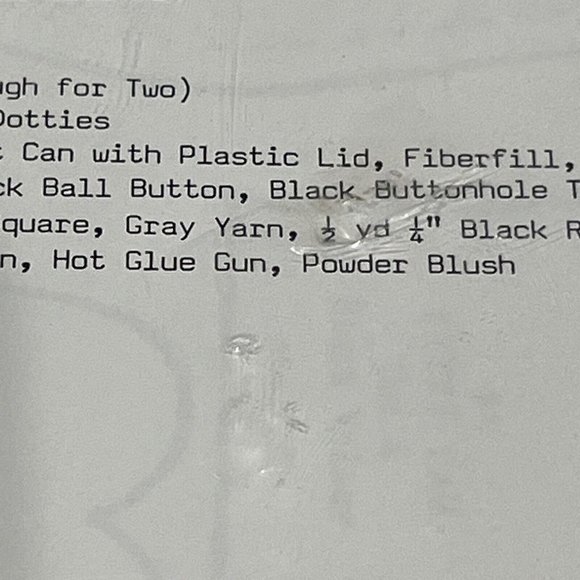 ugh for Two)
Dotties
t Can with Plastic Lid, Fiberfill,
ck Ball Button, Black Buttonhole T
quare, Gray Yarn, ½ yd ¼" Black R
n, Hot Glue Gun, Powder Blush